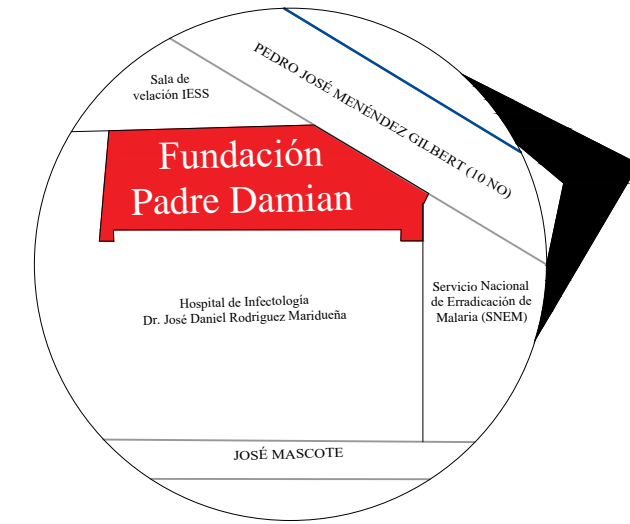 PEDRO JOSÉ MENÉNDEZ GILBERT (10 NO)
Sala de
velación IESS
Fundación
Padre Damian
Hospital de Infectología
Dr. José Daniel Rodriguez Maridueña
Servicio Nacional
de Erradicación de
Malaria (SNEM)
JOSÉ MASCOTE